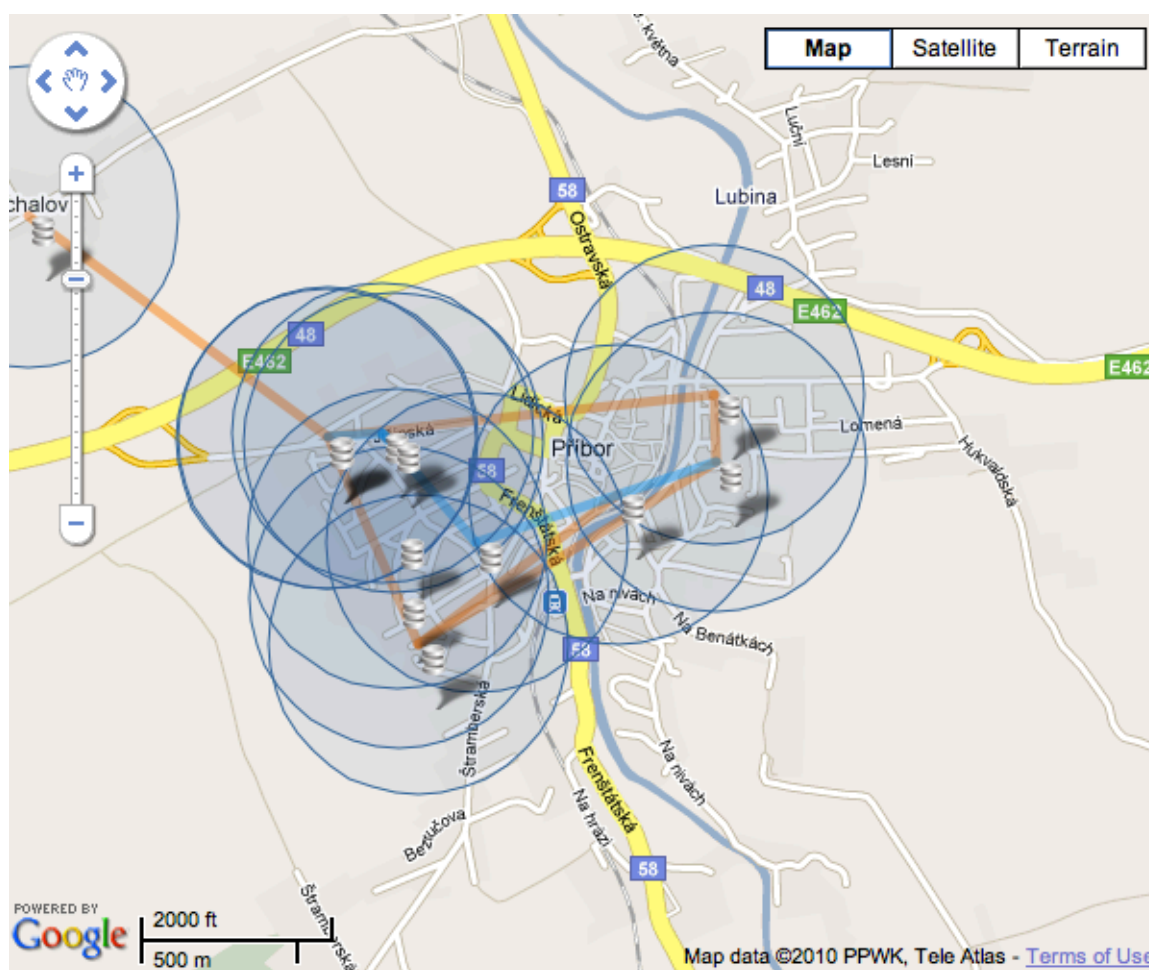 Map
Satellite
Terrain
května
Luční
Lesní
58
Lubina
chalov
Ostravská
48
48
E462
E462
E462
Lidická
Příbor
Lomená
58
Hukvaldská
Frenštátská
Na nivách
Na Benátkách
58
Štramberská
Na nivách
Frenštátská
Na hrázi
Bezručova
58
Štramberská
POWERED BY
Google
2000 ft
500 m
Map data ©2010 PPWK, Tele Atlas - Terms of Use